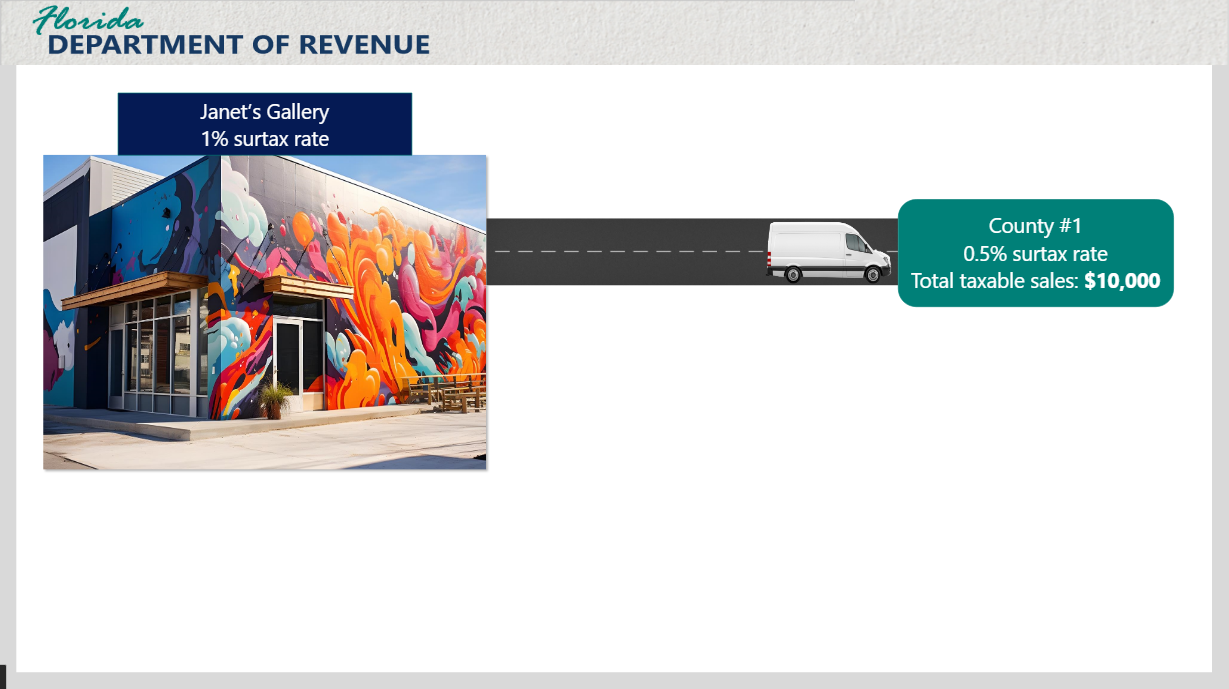 Florida
DEPARTMENT OF REVENUE
Janet's Gallery
1% surtax rate
County #1
0.5% surtax rate
Total taxable sales: $10,000